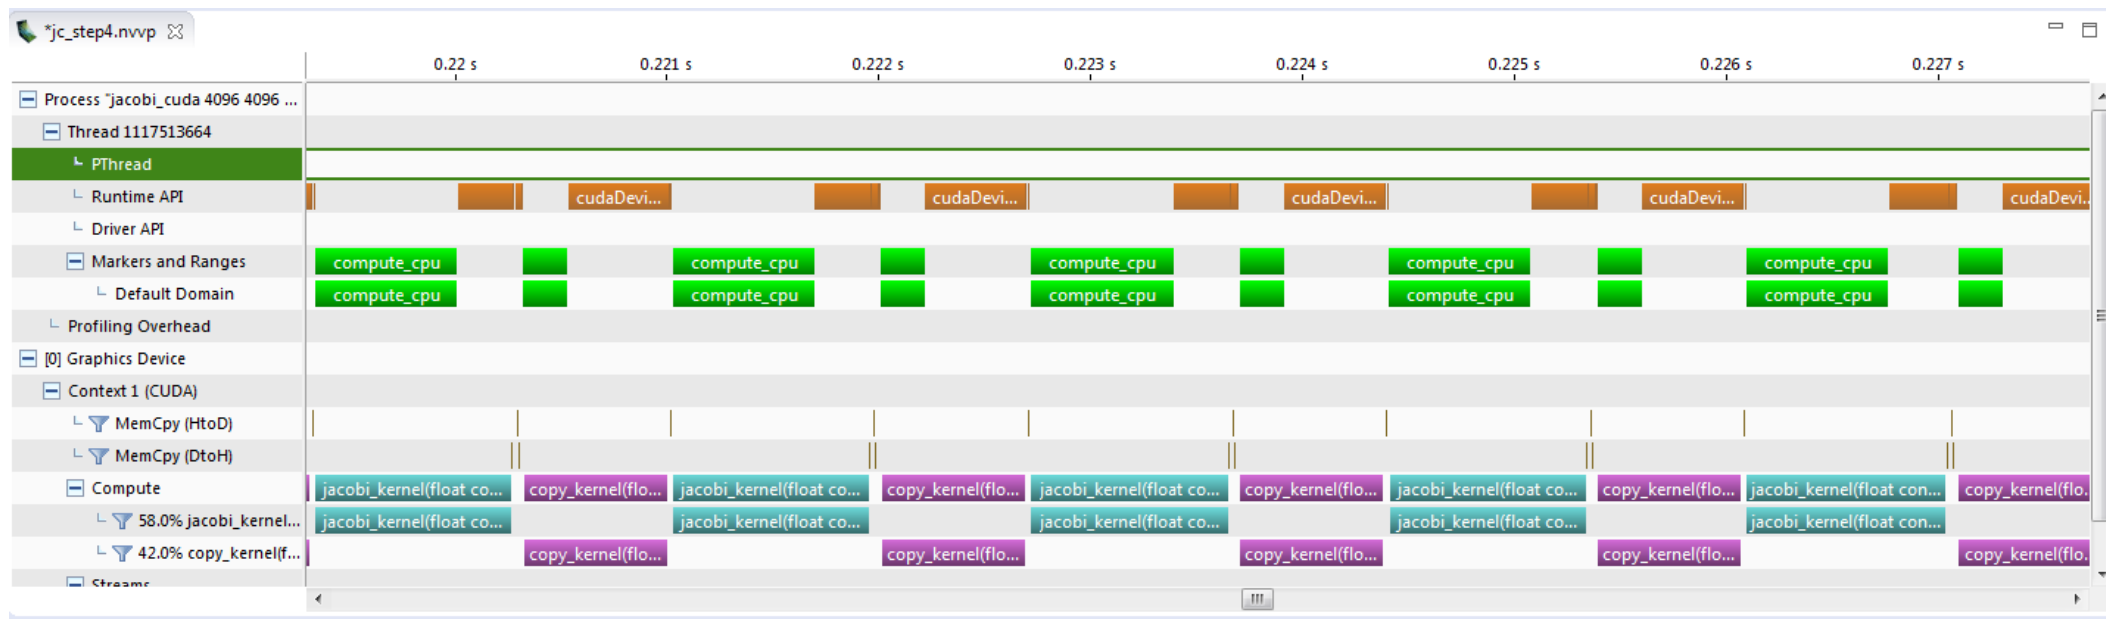 *jc_step4.nvvp
0.22 s 0.221 s 0.222 s 0.223 s 0.224 s 0.225 s 0.226 s 0.227 s
Process "jacobi_cuda 4096 4096 ...
Thread 1117513664
PThread
Runtime API cudaDevi... cudaDevi... cudaDevi... cudaDevi... cudaDevi..
Driver API
Markers and Ranges compute_cpu compute_cpu compute_cpu compute_cpu compute_cpu
Default Domain compute_cpu compute_cpu compute_cpu compute_cpu compute_cpu
Profiling Overhead
[0] Graphics Device
Context 1 (CUDA)
MemCpy (HtoD)
MemCpy (DtoH)
Compute jacobi_kernel(float co... copy_kernel(flo... jacobi_kernel(float co... copy_kernel(flo... jacobi_kernel(float co... copy_kernel(flo... jacobi_kernel(float co... copy_kernel(flo... jacobi_kernel(float con... copy_kernel(flo.
58.0% jacobi_kernel... jacobi_kernel(float co... jacobi_kernel(float co... jacobi_kernel(float co... jacobi_kernel(float co... jacobi_kernel(float con...
42.0% copy_kernel(f... copy_kernel(flo... copy_kernel(flo... copy_kernel(flo... copy_kernel(flo... copy_kernel(flo.
Streams